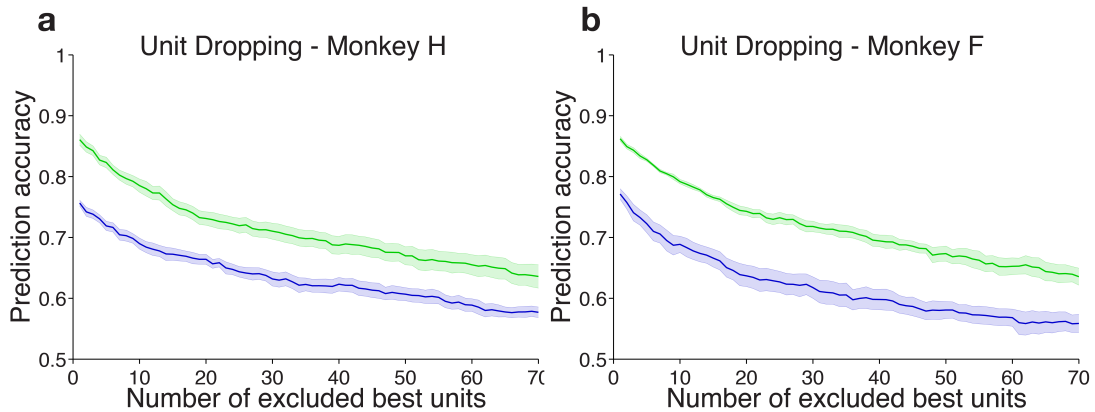 a
Unit Dropping - Monkey H
Prediction accuracy
1
0.9
0.8
0.7
0.6
0.5
0 10 20 30 40 50 60 70
Number of excluded best units
b
Unit Dropping - Monkey F
Prediction accuracy
1
0.9
0.8
0.7
0.6
0.5
0 10 20 30 40 50 60 70
Number of excluded best units